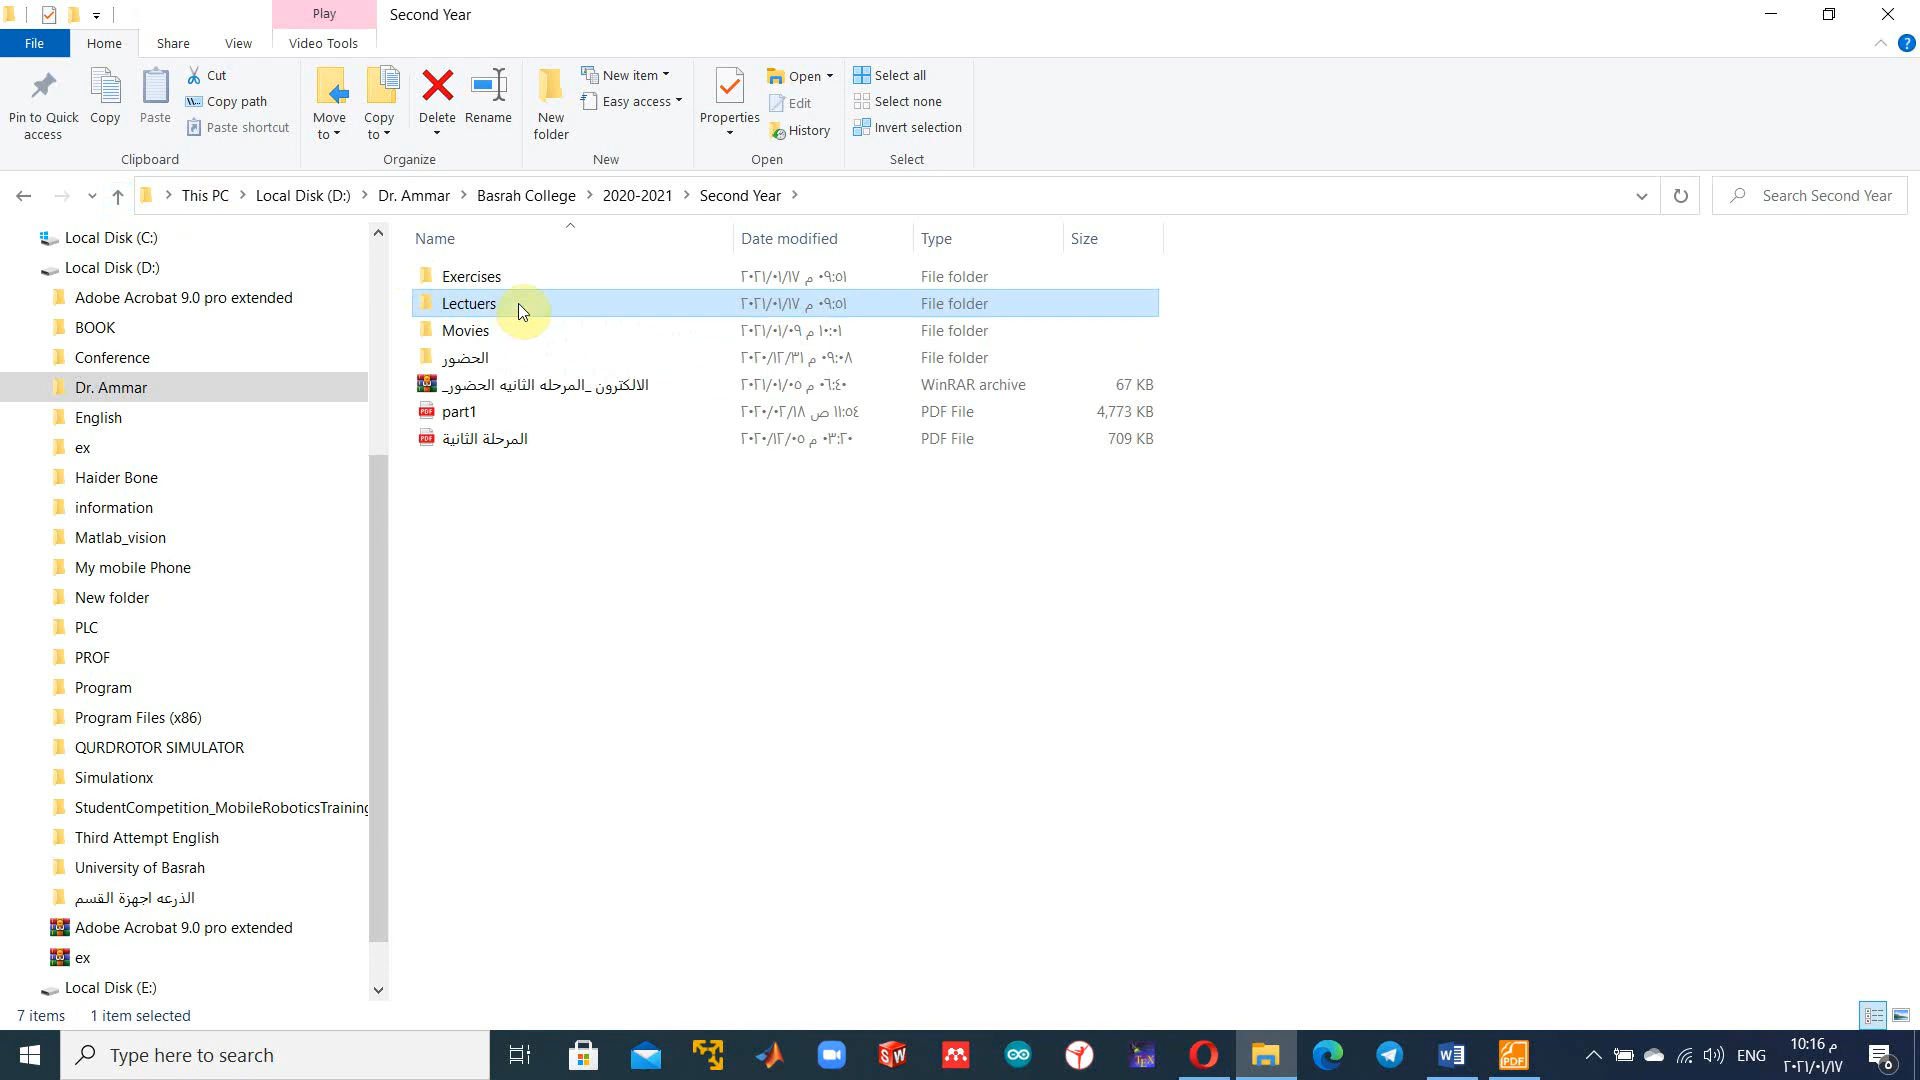 Play
Second Year
File
Home
Share
View
Video Tools
Pin to Quick access
Copy
Paste
Cut
Copy path
Paste shortcut
Clipboard
Move to
Copy to
Delete
Rename
Organize
New folder
New item
Easy access
New
Properties
Open
Edit
History
Open
Select all
Select none
Invert selection
Select
This PC > Local Disk (D:) > Dr. Ammar > Basrah College > 2020-2021 > Second Year >
Search Second Year
Local Disk (C:)
Local Disk (D:)
Adobe Acrobat 9.0 pro extended
BOOK
Conference
Dr. Ammar
English
ex
Haider Bone
information
Matlab_vision
My mobile Phone
New folder
PLC
PROF
Program
Program Files (x86)
QURDROTOR SIMULATOR
Simulationx
StudentCompetition_MobileRoboticsTraining
Third Attempt English
University of Basrah
الذرعه اجهزة القسم
Adobe Acrobat 9.0 pro extended
ex
Local Disk (E:)
Name Date modified Type Size
Exercises ٢٠٢١/٠١/١٧ م ٠٩:٥١ File folder
Lectuers ٢٠٢١/٠١/١٧ م ٠٩:٥١ File folder
Movies ٢٠٢١/٠١/٠٩ م ١٠:٠١ File folder
الحضور ٢٠٢٠/١٢/٣١ م ٠٩:٠٨ File folder
الالكترون _المرحله الثانيه الحضور_ ٢٠٢١/٠١/٠٥ م ٠٦:٤٠ WinRAR archive 67 KB
part1 ٢٠٢٠/٠٢/١٨ ص ١١:٥٤ PDF File 4,773 KB
المرحلة الثانية ٢٠٢٠/١٢/٠٥ م ٠٣:٢٠ PDF File 709 KB
7 items 1 item selected
Type here to search
ENG
10:16 م
٢٠٢١/٠١/١٧